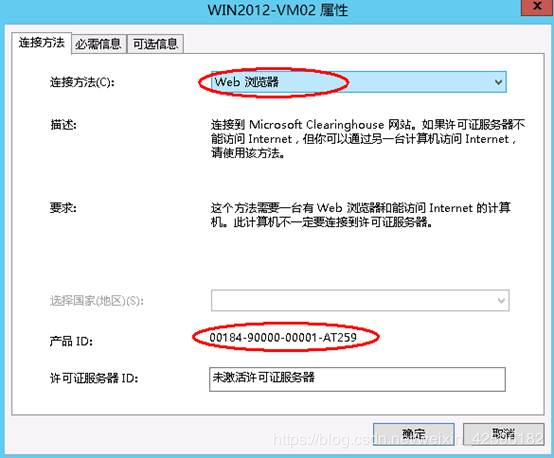 WIN2012-VM02 属性
x
连接方法 必需信息 可选信息
连接方法(C): Web 浏览器
描述: 连接到 Microsoft Clearinghouse 网站。如果许可证服务器不
能访问 Internet，但你可以通过另一台计算机访问 Internet，
请使用该方法。
要求: 这个方法需要一台有 Web 浏览器和能访问 Internet 的计算
机。此计算机不一定要连接到许可证服务器。
选择国家(地区)(S):
产品 ID: 00184-90000-00001-AT259
许可证服务器 ID: 未激活许可证服务器
确定 取消